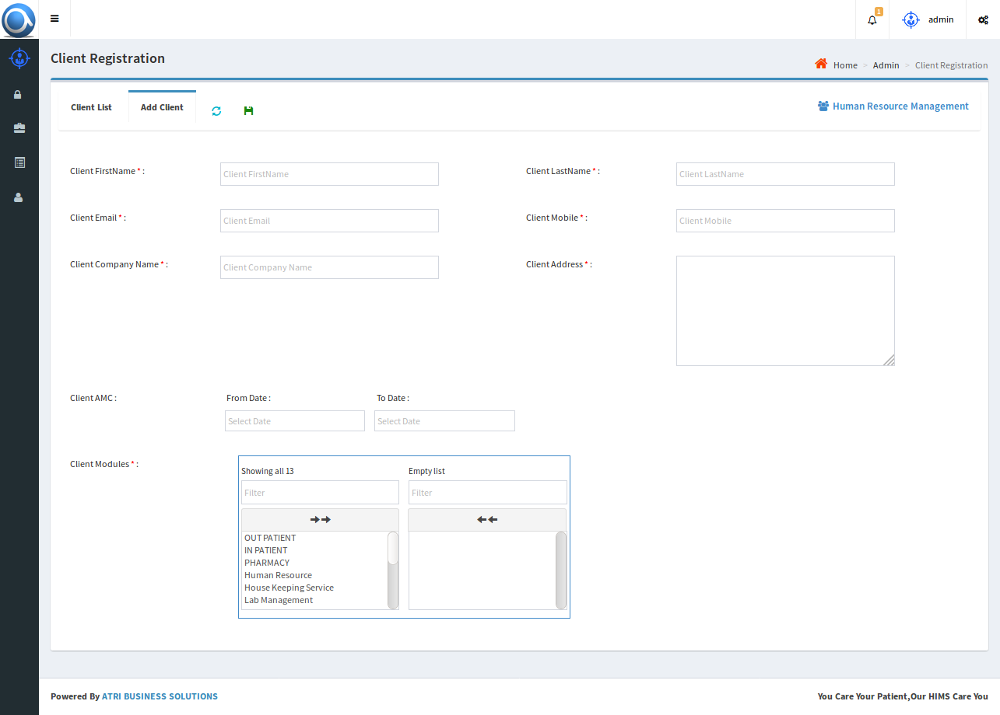 1
admin
Client Registration
Home > Admin > Client Registration
Client List
Add Client
Human Resource Management
Client FirstName * :
Client FirstName
Client LastName * :
Client LastName
Client Email * :
Client Email
Client Mobile * :
Client Mobile
Client Company Name * :
Client Company Name
Client Address * :
Client AMC :
From Date :
To Date :
Select Date
Select Date
Client Modules * :
Showing all 13
Empty list
Filter
Filter
OUT PATIENT
IN PATIENT
PHARMACY
Human Resource
House Keeping Service
Lab Management
Powered By ATRI BUSINESS SOLUTIONS
You Care Your Patient,Our HIMS Care You